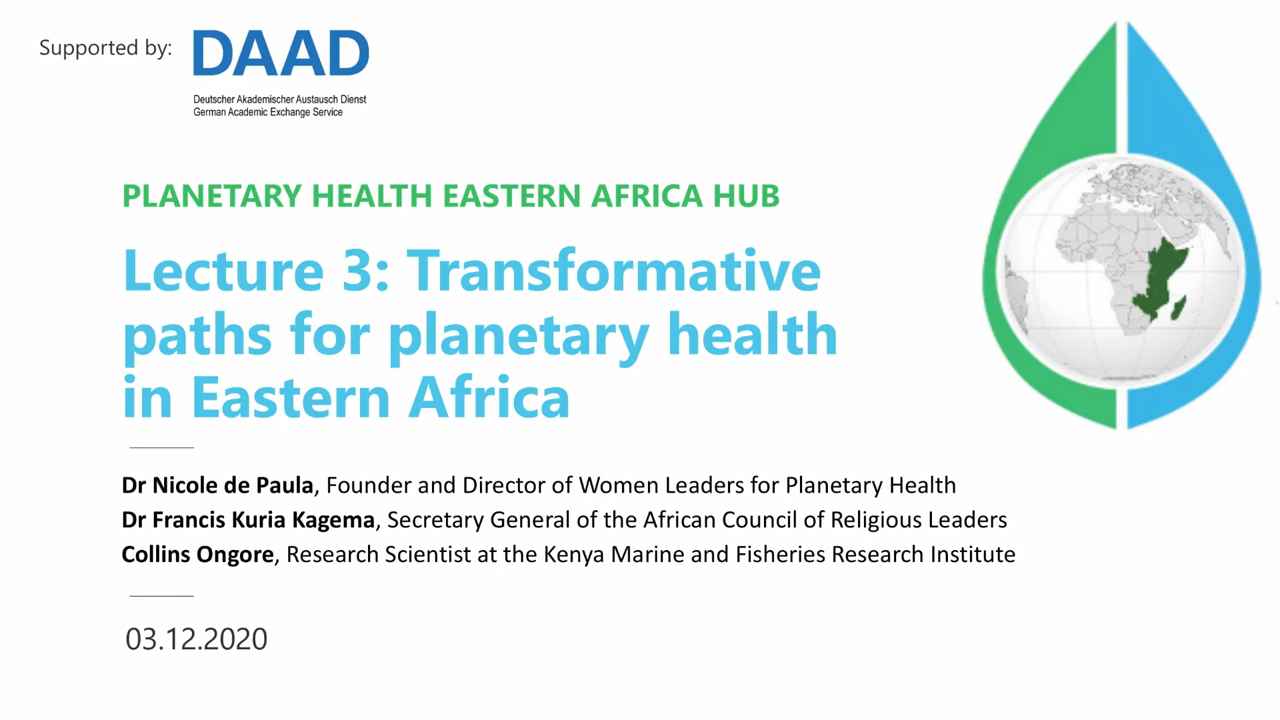 Supported by:
DAAD
Deutscher Akademischer Austausch Dienst
German Academic Exchange Service
PLANETARY HEALTH EASTERN AFRICA HUB
Lecture 3: Transformative
paths for planetary health
in Eastern Africa
Dr Nicole de Paula, Founder and Director of Women Leaders for Planetary Health
Dr Francis Kuria Kagema, Secretary General of the African Council of Religious Leaders
Collins Ongore, Research Scientist at the Kenya Marine and Fisheries Research Institute
03.12.2020